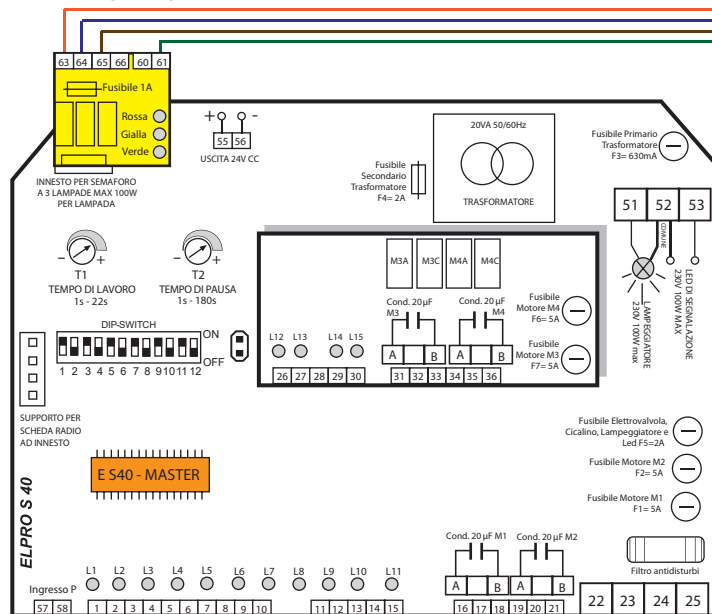 63 64 65 66 60 61
Fusibile 1A
Rossa
Gialla
Verde
INNESTO PER SEMAFORO
A 3 LAMPADE MAX 100W
PER LAMPADA
+ -
55 56
USCITA 24V CC
20VA 50/60Hz
TRASFORMATORE
Fusibile
Secondario
Trasformatore
F4= 2A
Fusibile Primario
Trasformatore
F3= 630mA
51 52 53
COMUNE
LAMPEGGIATORE
230V 100W max
LED DI SEGNALAZIONE
230V 100W MAX
- +
T1
TEMPO DI LAVORO
1s - 22s
- +
T2
TEMPO DI PAUSA
1s - 180s
DIP-SWITCH
ON
OFF
1 2 3 4 5 6 7 8 9 10 11 12
SUPPORTO PER
SCHEDA RADIO
AD INNESTO
M3A M3C M4A M4C
Cond. 20 µF
M3
Cond. 20 µF
M4
A B A B
L12 L13 L14 L15
26 27 28 29 30
31 32 33 34 35 36
Fusibile
Motore M4
F6= 5A
Fusibile
Motore M3
F7= 5A
Fusibile Elettrovalvola,
Cicalino, Lampeggiatore e
Led F5=2A
Fusibile Motore M2
F2= 5A
Fusibile Motore M1
F1= 5A
Filtro antidisturbi
E S40 - MASTER
ELPRO S 40
Ingresso P
L1 L2 L3 L4 L5 L6 L7 L8 L9 L10 L11
57 58
1 2 3 4 5 6 7 8 9 10
11 12 13 14 15
Cond. 20 µF M1
Cond. 20 µF M2
A B A B
16 17 18 19 20 21
22 23 24 25